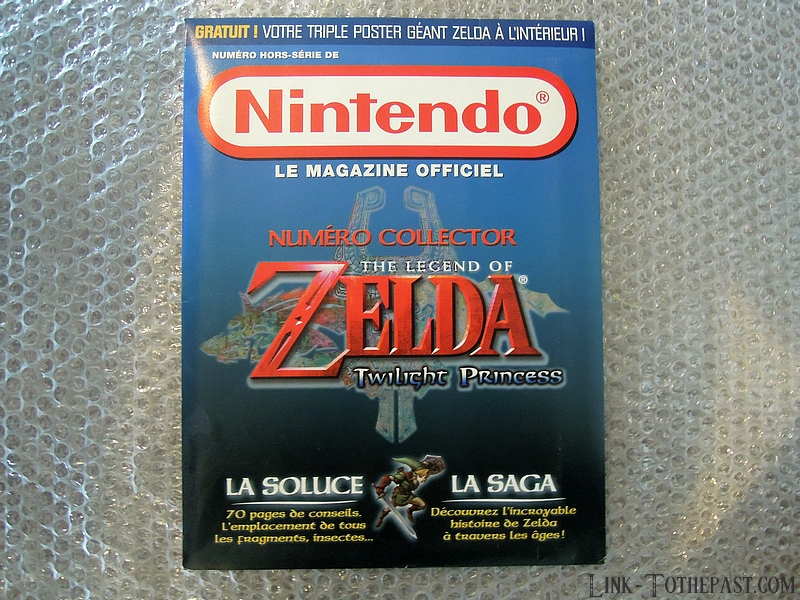 GRATUIT ! VOTRE TRIPLE POSTER GÉANT ZELDA À L'INTÉRIEUR !
NUMÉRO HORS-SÉRIE DE
Nintendo®
LE MAGAZINE OFFICIEL
NUMÉRO COLLECTOR
THE LEGEND OF
ZELDA®
Twilight Princess
LA SOLUCE
70 pages de conseils.
L'emplacement de tous
les fragments, insectes...
LA SAGA
Découvrez l'incroyable
histoire de Zelda
à travers les âges !
Link-Tothepast.com